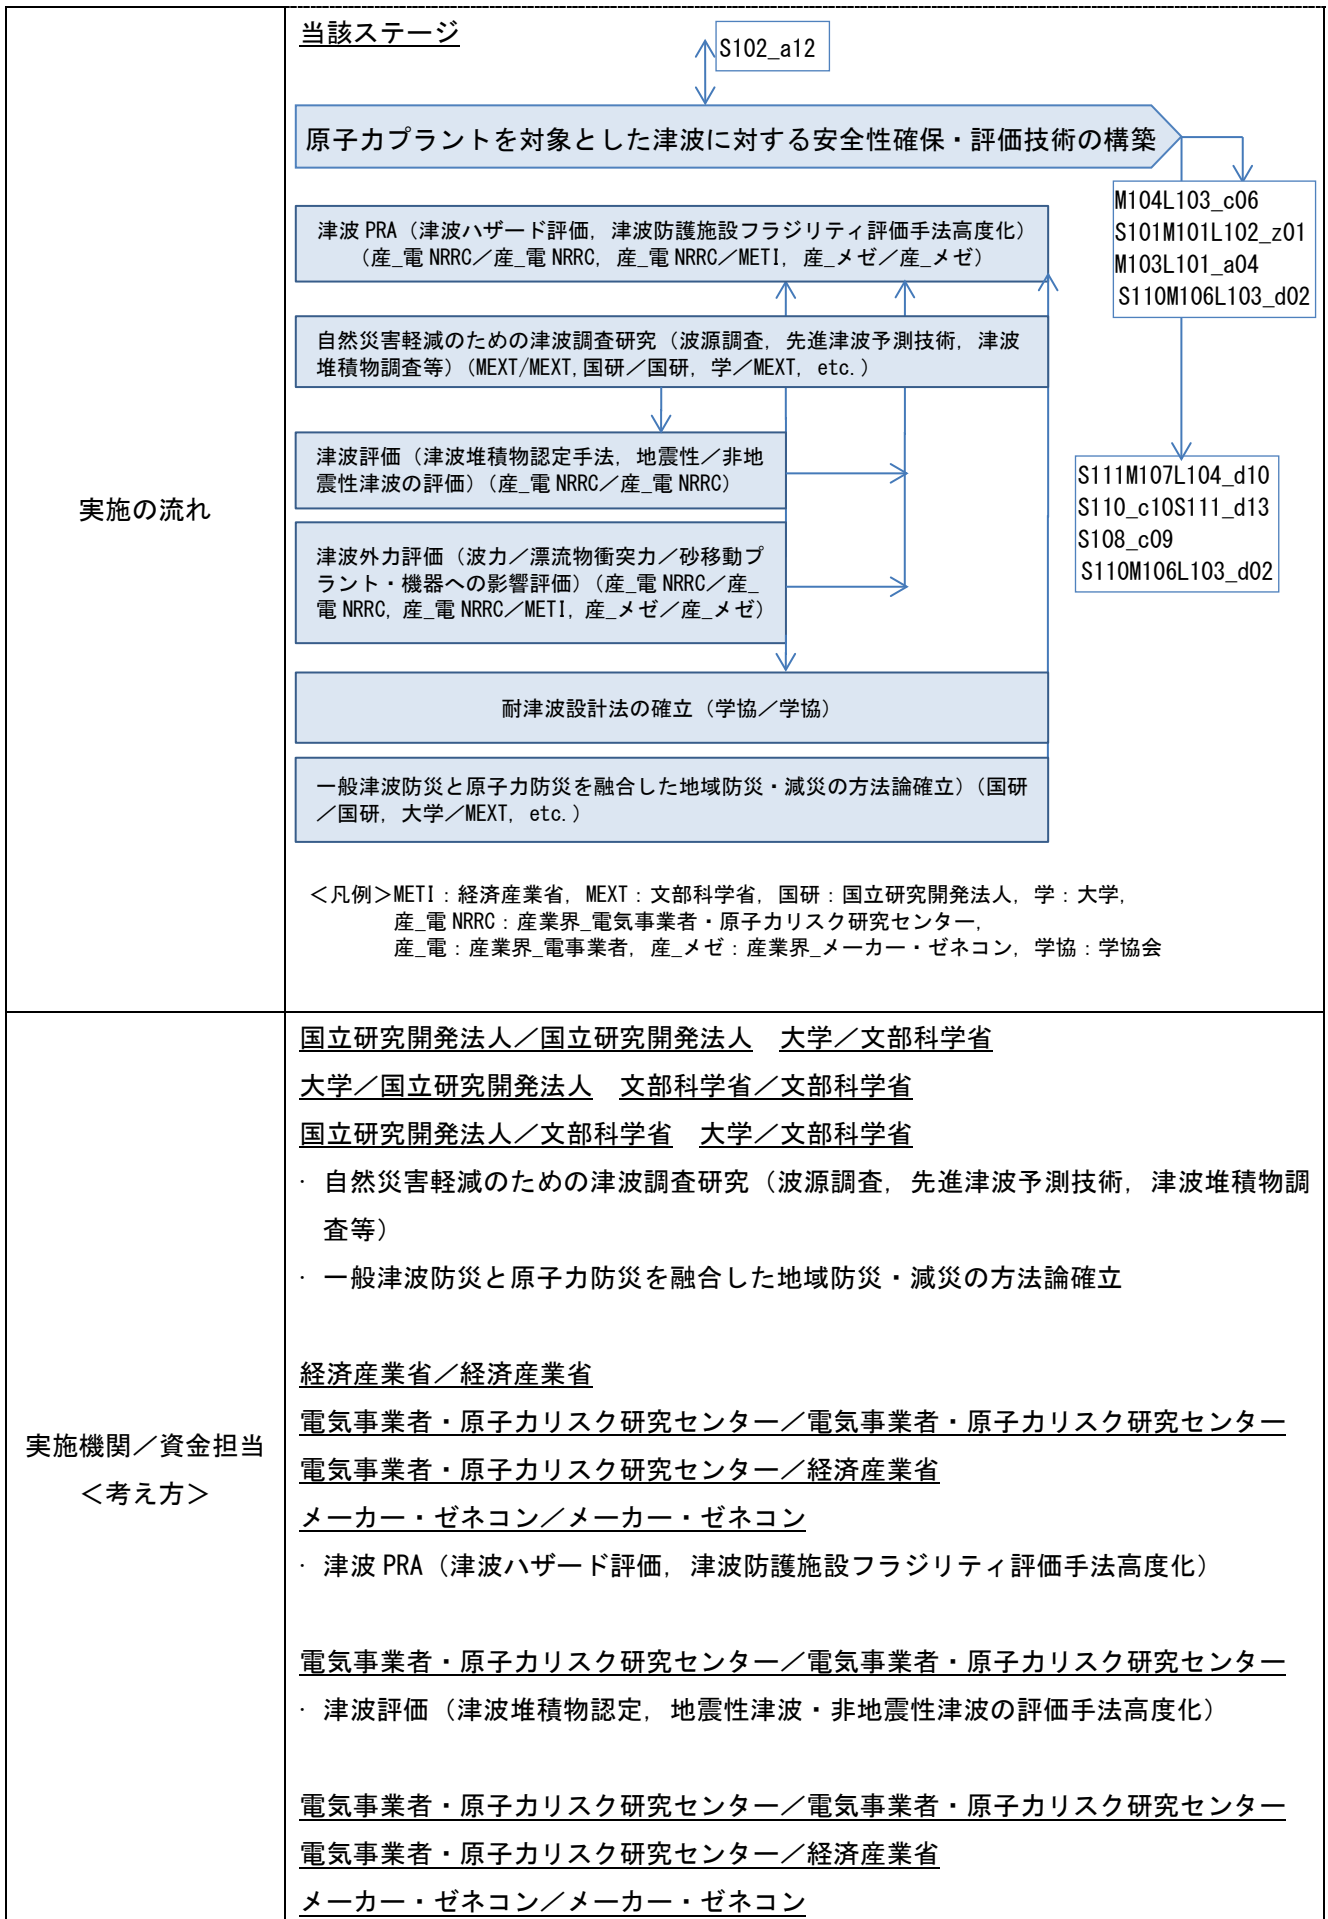 実施の流れ
当該ステージ
S102_a12
原子力プラントを対象とした津波に対する安全性確保・評価技術の構築
M104L103_c06
S101M101L102_z01
M103L101_a04
S110M106L103_d02
津波 PRA（津波ハザード評価，津波防護施設フラジリティ評価手法高度化）
（産_電 NRRC／産_電 NRRC，産_電 NRRC／METI，産_メゼ／産_メゼ）
自然災害軽減のための津波調査研究（波源調査，先進津波予測技術，津波
堆積物調査等）（MEXT/MEXT,国研／国研，学／MEXT，etc.）
津波評価（津波堆積物認定手法，地震性／非地
震性津波の評価）（産_電 NRRC／産_電 NRRC）
S111M107L104_d10
S110_c10S111_d13
S108_c09
S110M106L103_d02
津波外力評価（波力／漂流物衝突力／砂移動プ
ラント・機器への影響評価）（産_電 NRRC／産_
電 NRRC，産_電 NRRC／METI，産_メゼ／産_メゼ）
耐津波設計法の確立（学協／学協）
一般津波防災と原子力防災を融合した地域防災・減災の方法論確立）（国研
／国研，大学／MEXT，etc.）
＜凡例＞METI：経済産業省，MEXT：文部科学省，国研：国立研究開発法人，学：大学，
産_電 NRRC：産業界_電気事業者・原子力リスク研究センター，
産_電：産業界_電事業者，産_メゼ：産業界_メーカー・ゼネコン，学協：学協会
実施機関／資金担当
＜考え方＞
国立研究開発法人／国立研究開発法人　大学／文部科学省
大学／国立研究開発法人　文部科学省／文部科学省
国立研究開発法人／文部科学省　大学／文部科学省
· 自然災害軽減のための津波調査研究（波源調査，先進津波予測技術，津波堆積物調
査等）
· 一般津波防災と原子力防災を融合した地域防災・減災の方法論確立
経済産業省／経済産業省
電気事業者・原子力リスク研究センター／電気事業者・原子力リスク研究センター
電気事業者・原子力リスク研究センター／経済産業省
メーカー・ゼネコン／メーカー・ゼネコン
· 津波 PRA（津波ハザード評価，津波防護施設フラジリティ評価手法高度化）
電気事業者・原子力リスク研究センター／電気事業者・原子力リスク研究センター
· 津波評価（津波堆積物認定，地震性津波・非地震性津波の評価手法高度化）
電気事業者・原子力リスク研究センター／電気事業者・原子力リスク研究センター
電気事業者・原子力リスク研究センター／経済産業省
メーカー・ゼネコン／メーカー・ゼネコン